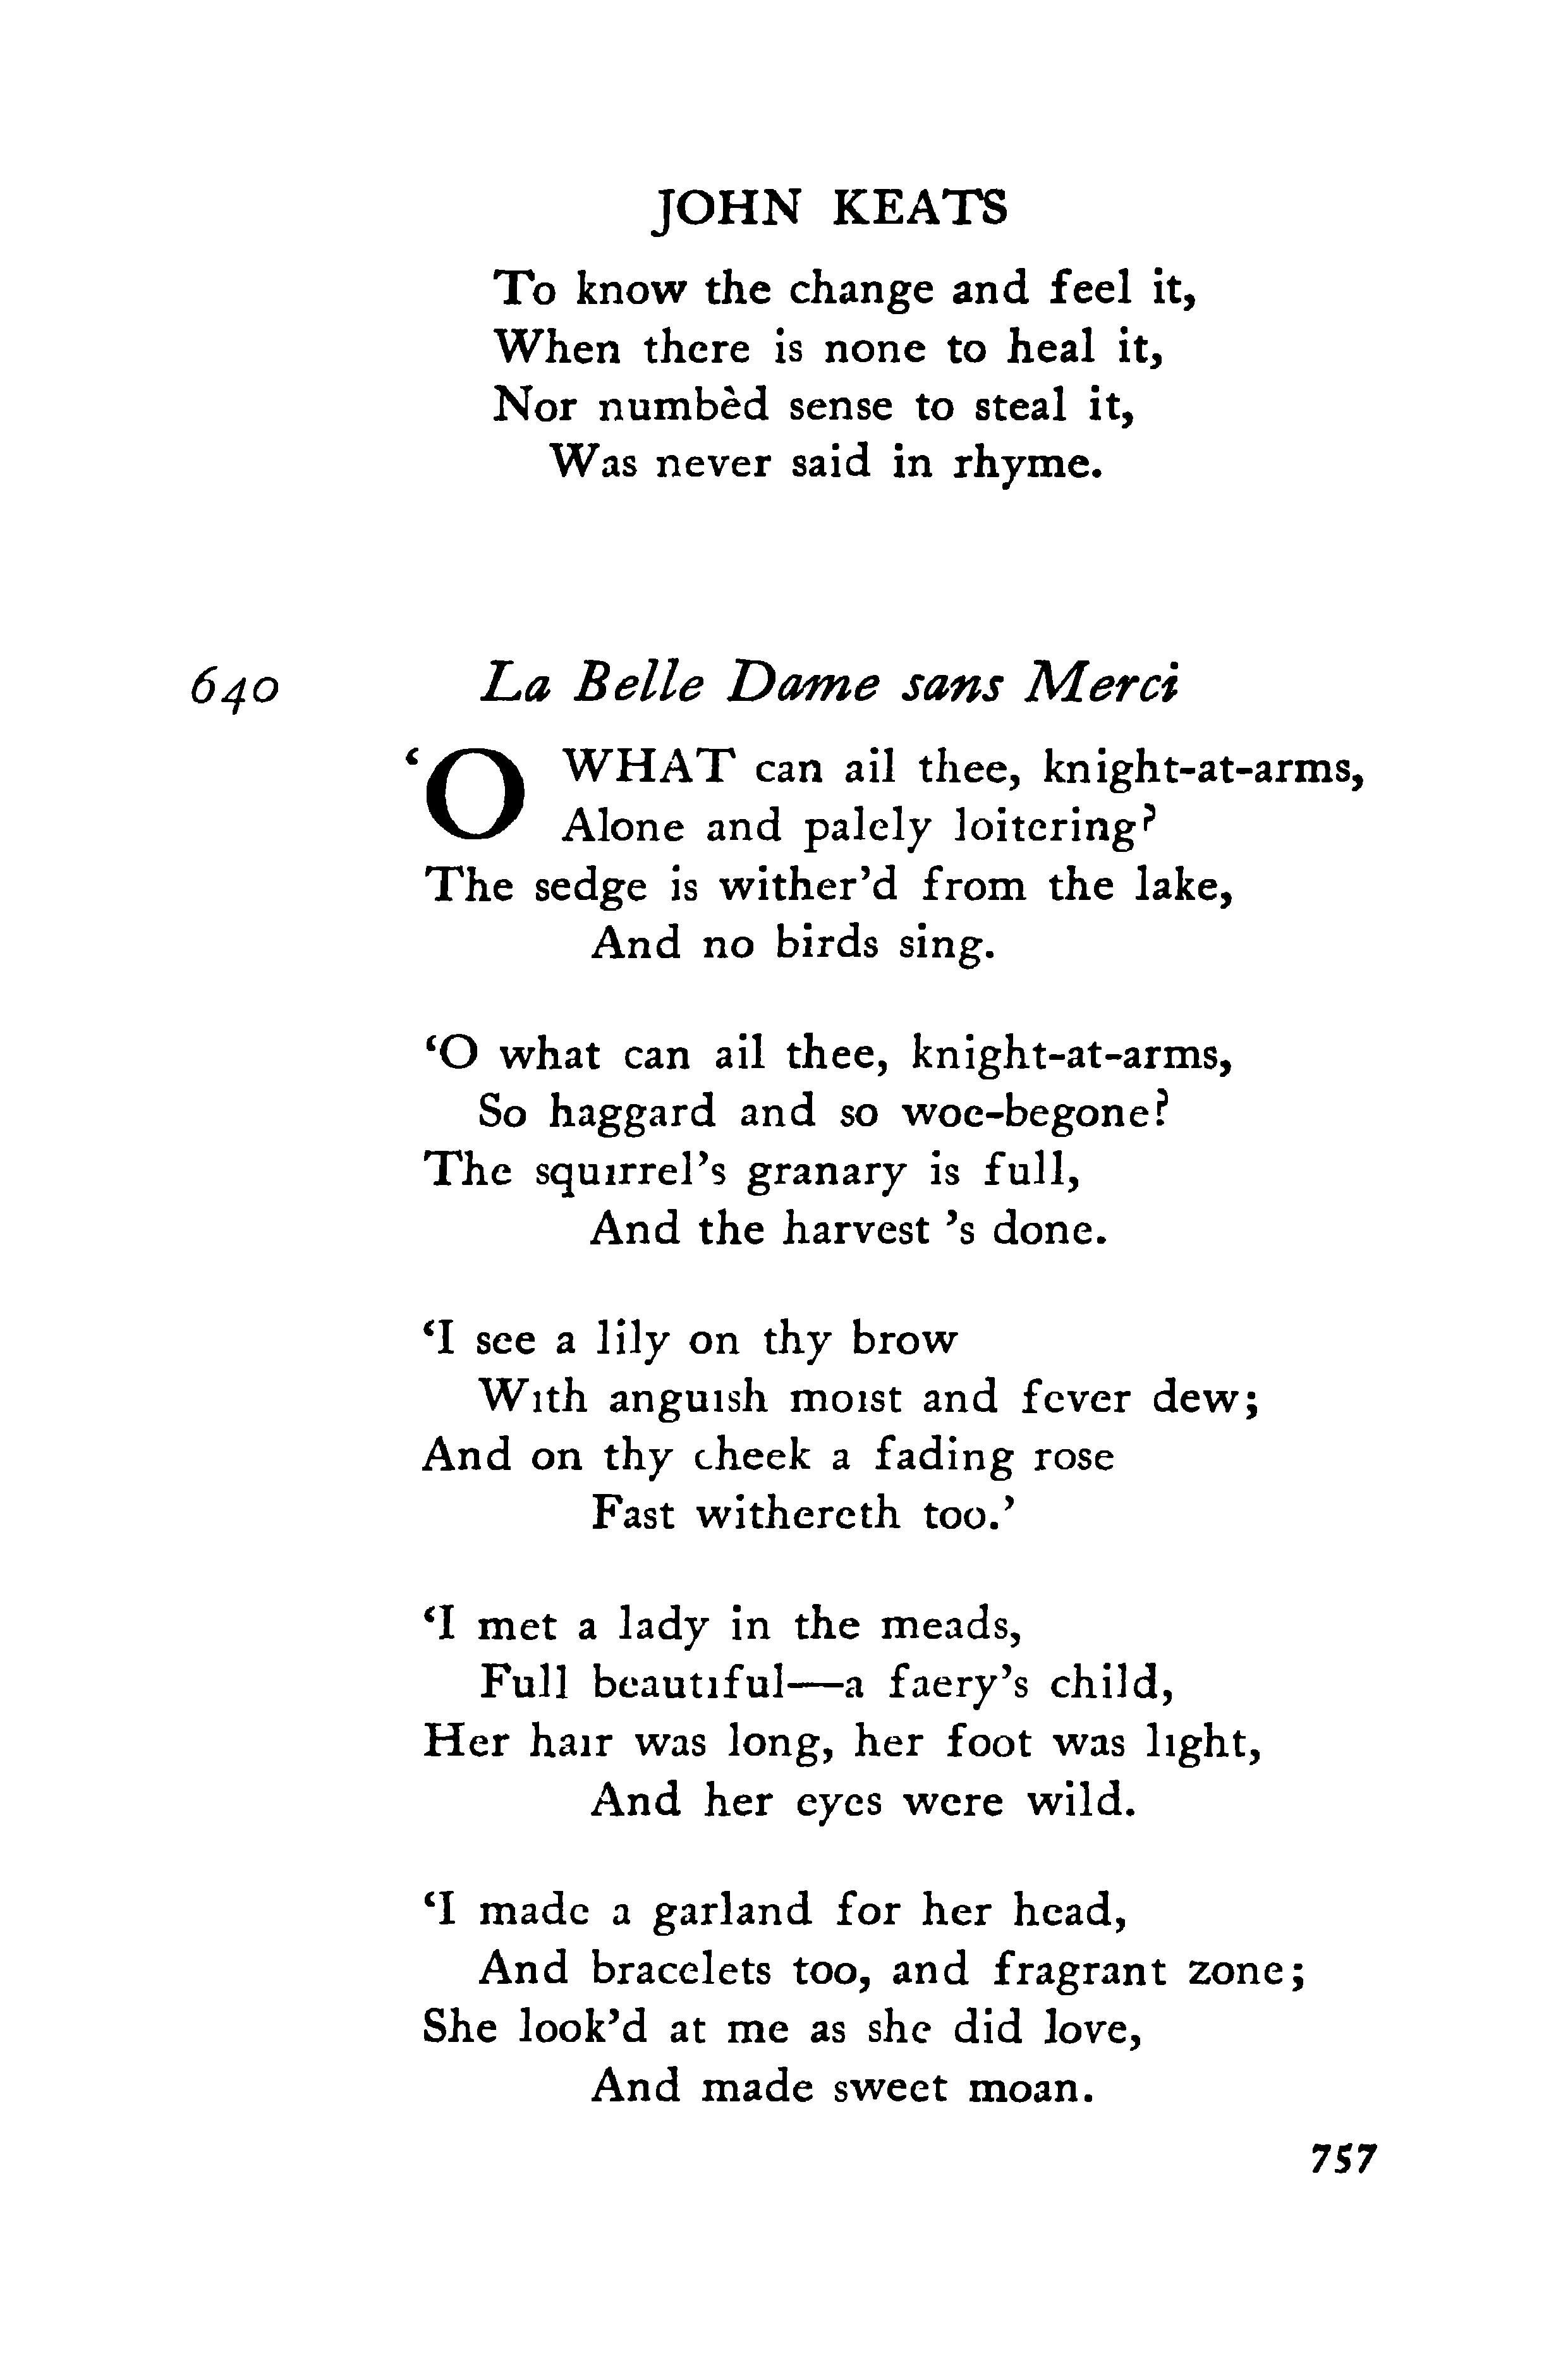 JOHN KEATS
To know the change and feel it,
When there is none to heal it,
Nor numbèd sense to steal it,
Was never said in rhyme.
640 La Belle Dame sans Merci
‘O WHAT can ail thee, knight-at-arms,
Alone and palely loitering?
The sedge is wither’d from the lake,
And no birds sing.
‘O what can ail thee, knight-at-arms,
So haggard and so woe-begone?
The squirrel’s granary is full,
And the harvest ’s done.
‘I see a lily on thy brow
With anguish moist and fever dew;
And on thy cheek a fading rose
Fast withereth too.’
‘I met a lady in the meads,
Full beautiful—a faery’s child,
Her hair was long, her foot was light,
And her eyes were wild.
‘I made a garland for her head,
And bracelets too, and fragrant zone;
She look’d at me as she did love,
And made sweet moan.
757